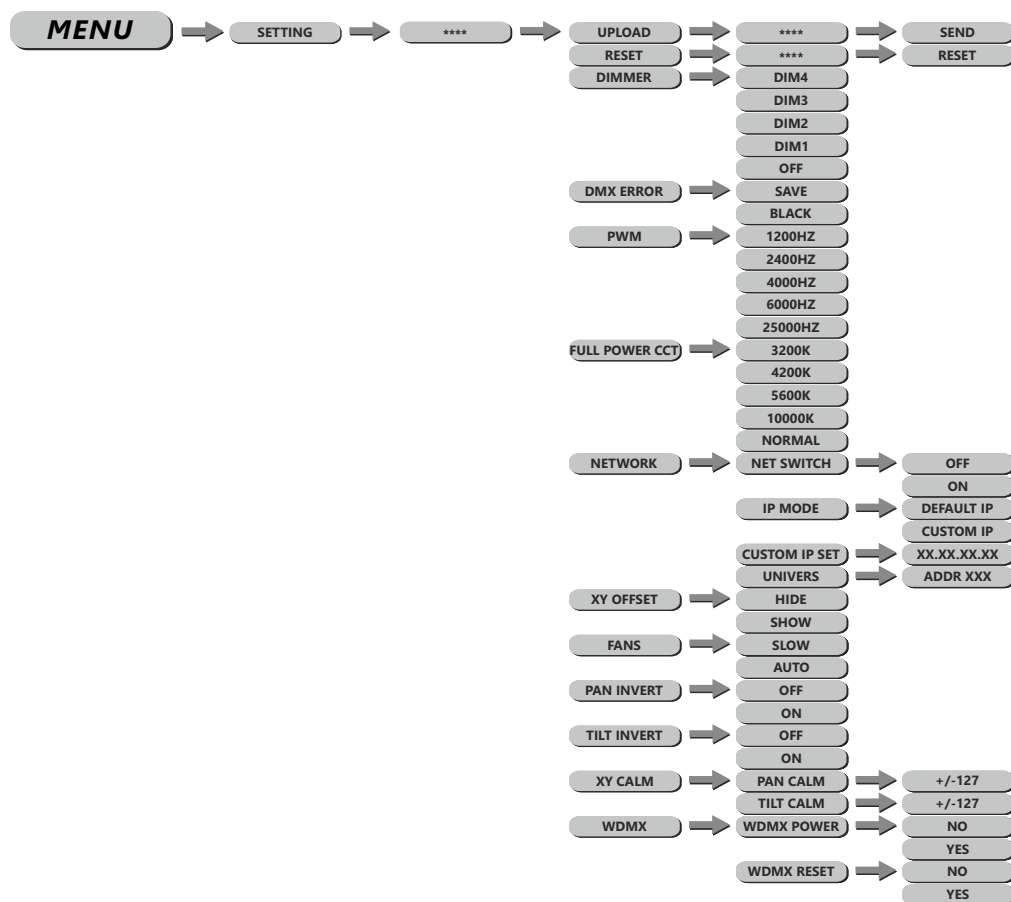 MENU SETTING **** UPLOAD **** SEND
RESET **** RESET
DIMMER DIM4
DIM3
DIM2
DIM1
OFF
DMX ERROR SAVE
BLACK
PWM 1200HZ
2400HZ
4000HZ
6000HZ
25000HZ
FULL POWER CCT 3200K
4200K
5600K
10000K
NORMAL
NETWORK NET SWITCH OFF
ON
IP MODE DEFAULT IP
CUSTOM IP
CUSTOM IP SET XX.XX.XX.XX
UNIVERS ADDR XXX
XY OFFSET HIDE
SHOW
FANS SLOW
AUTO
PAN INVERT OFF
ON
TILT INVERT OFF
ON
XY CALM PAN CALM +/-127
TILT CALM +/-127
WDMX WDMX POWER NO
YES
WDMX RESET NO
YES